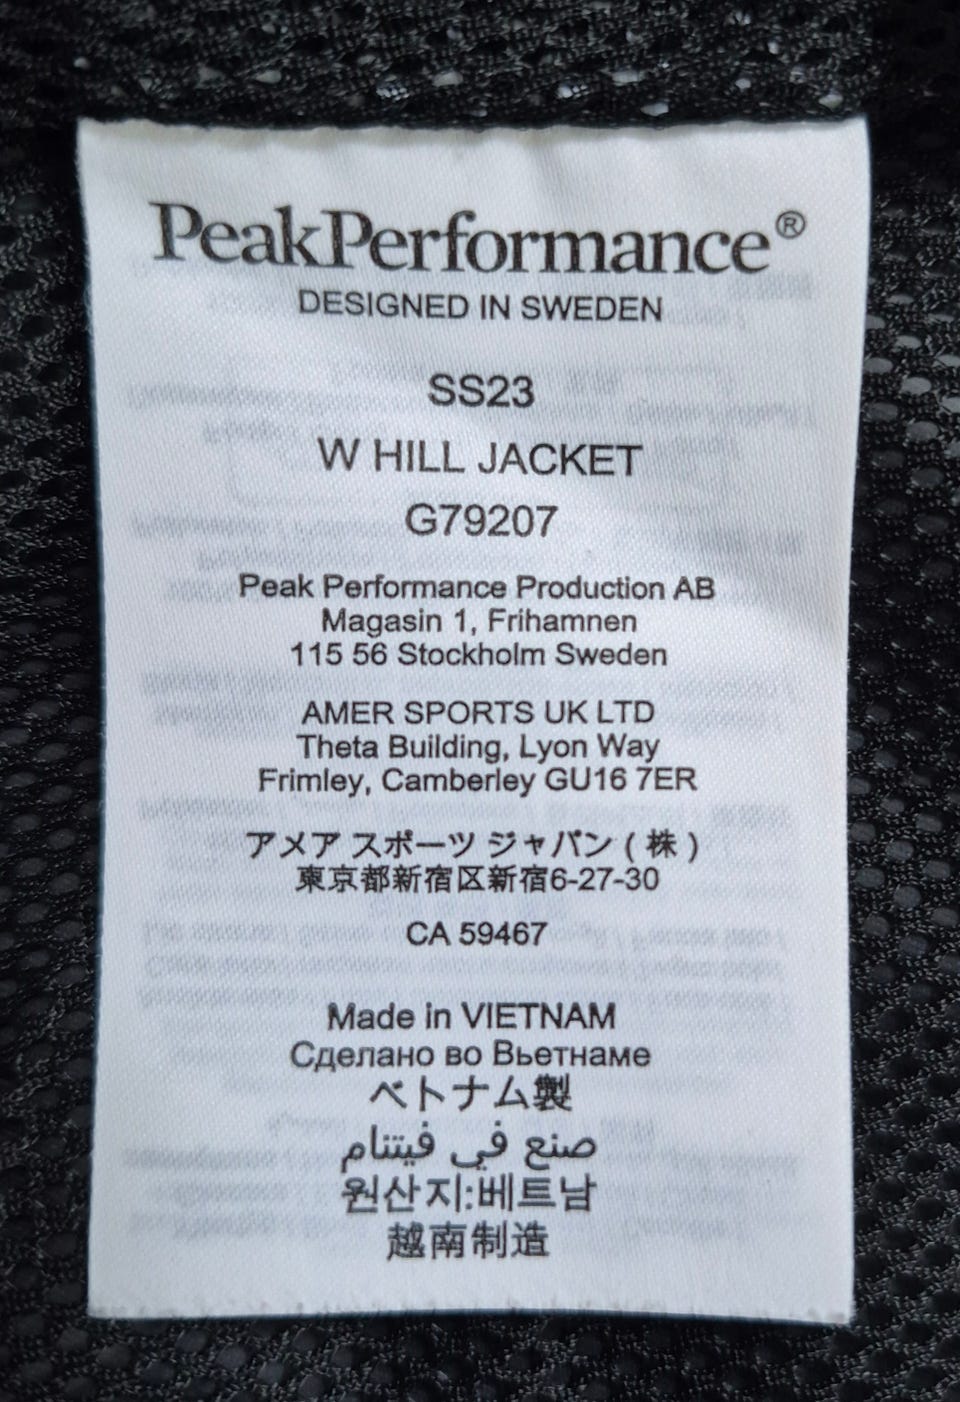 PeakPerformance®
DESIGNED IN SWEDEN
SS23
W HILL JACKET
G79207
Peak Performance Production AB
Magasin 1, Frihamnen
115 56 Stockholm Sweden
AMER SPORTS UK LTD
Theta Building, Lyon Way
Frimley, Camberley GU16 7ER
アメア スポーツ ジャパン ( 株 )
東京都新宿区新宿6-27-30
CA 59467
Made in VIETNAM
Сделано во Вьетнаме
ベトナム製
صنع في فيتنام
원산지:베트남
越南制造